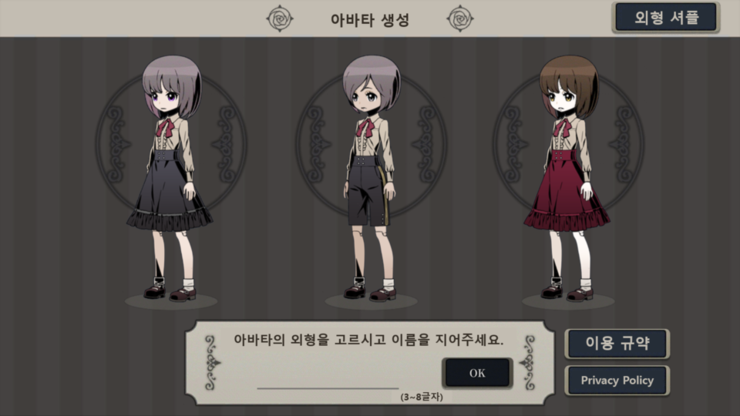 아바타 생성
외형 셔플
아바타의 외형을 고르시고 이름을 지어주세요.
OK
(3~8글자)
이용 규약
Privacy Policy